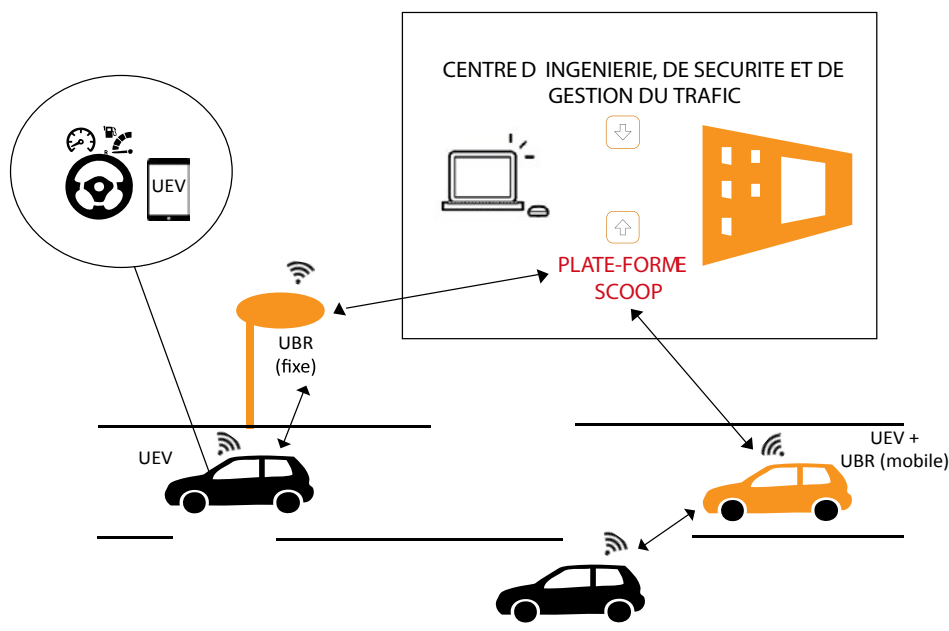 CENTRE D INGENIERIE, DE SECURITE ET DE
GESTION DU TRAFIC
UEV
PLATE-FORME
SCOOP
UBR
(fixe)
UEV
UEV +
UBR (mobile)